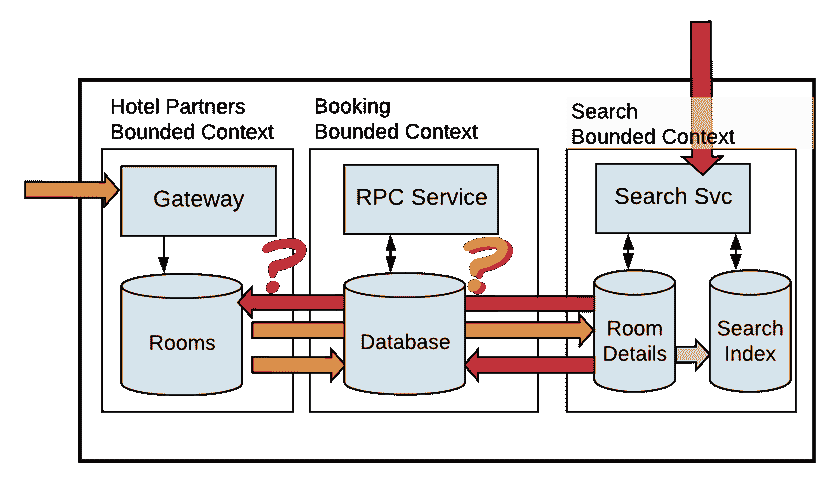 Hotel Partners
Bounded Context
Booking
Bounded Context
Search
Bounded Context
Gateway
RPC Service
Search Svc
?
?
Rooms
Database
Room
Details
Search
Index